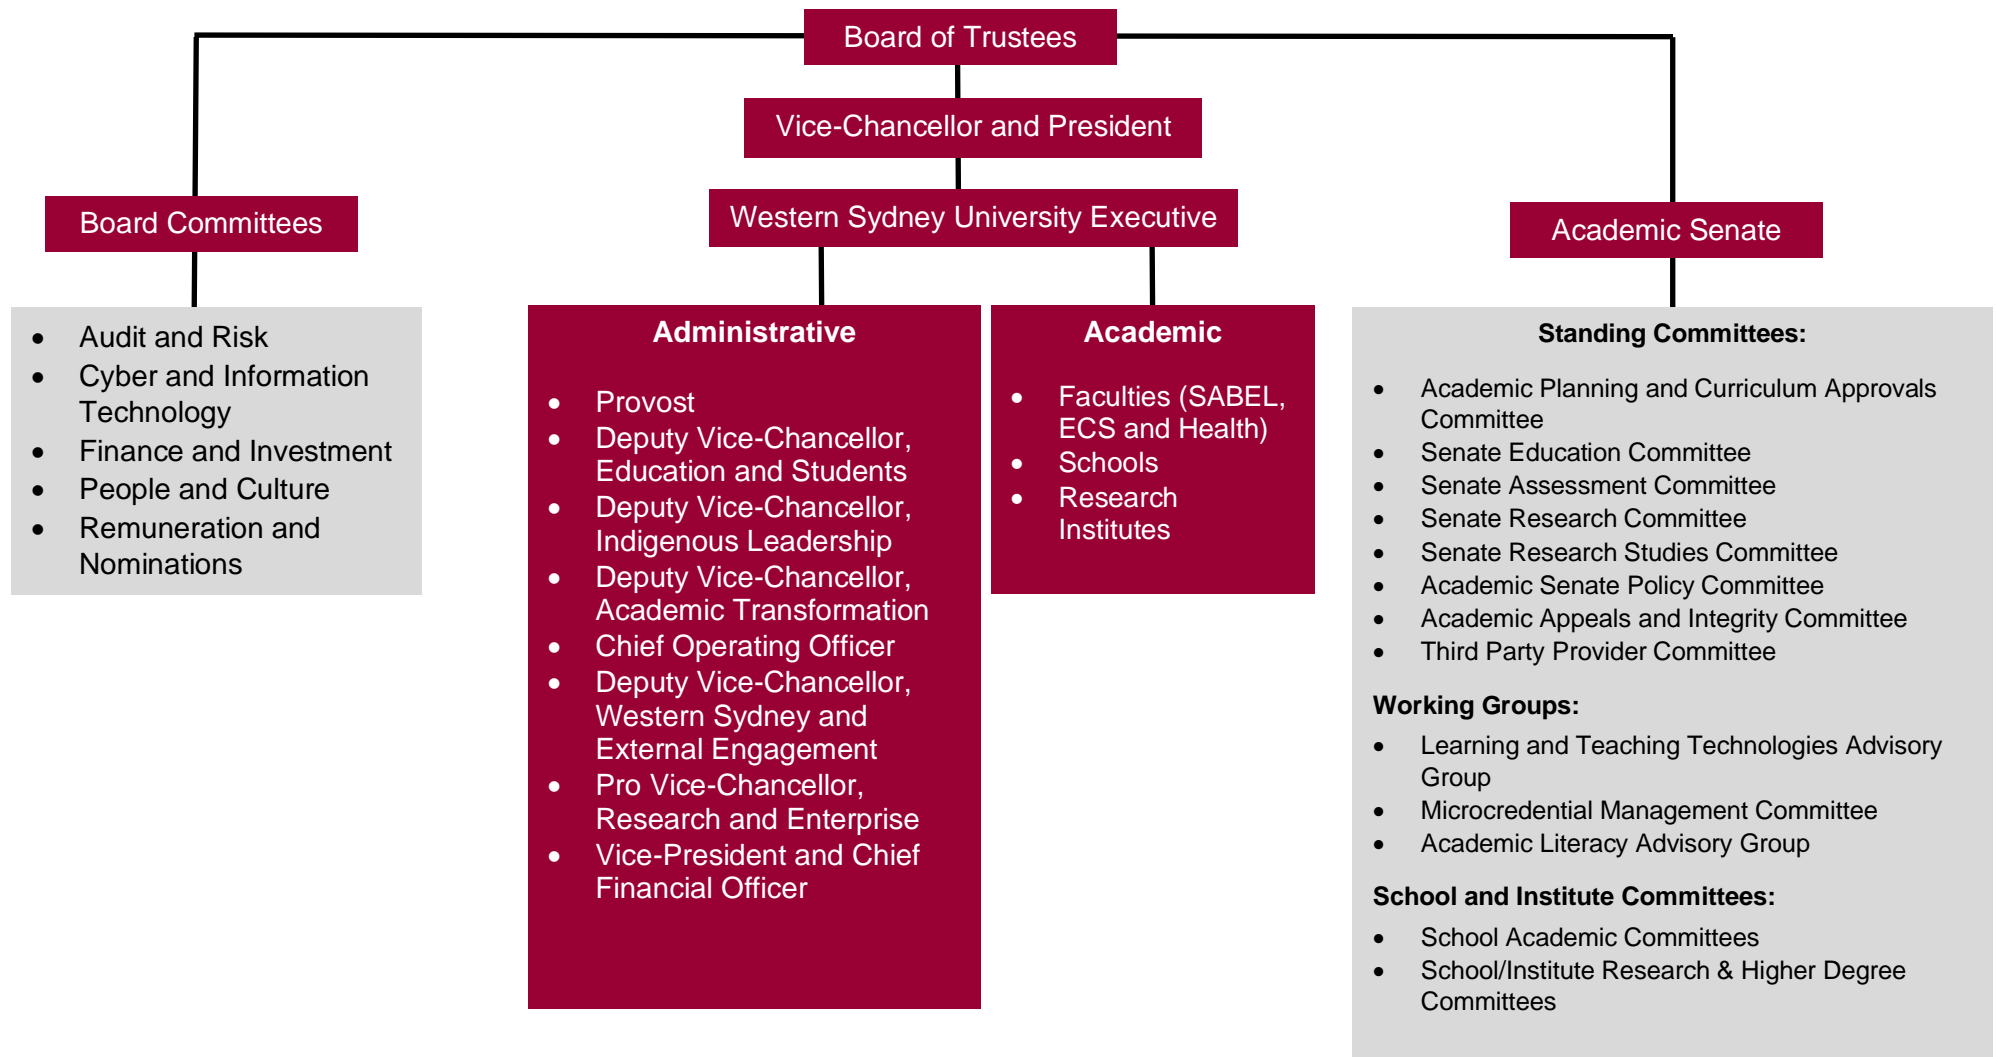 Board of Trustees
Vice-Chancellor and President
Western Sydney University Executive
Board Committees
• Audit and Risk
• Cyber and Information
Technology
• Finance and Investment
• People and Culture
• Remuneration and
Nominations
Administrative
• Provost
• Deputy Vice-Chancellor,
Education and Students
• Deputy Vice-Chancellor,
Indigenous Leadership
• Deputy Vice-Chancellor,
Academic Transformation
• Chief Operating Officer
• Deputy Vice-Chancellor,
Western Sydney and
External Engagement
• Pro Vice-Chancellor,
Research and Enterprise
• Vice-President and Chief
Financial Officer
Academic
• Faculties (SABEL,
ECS and Health)
• Schools
• Research
Institutes
Academic Senate
Standing Committees:
• Academic Planning and Curriculum Approvals
Committee
• Senate Education Committee
• Senate Assessment Committee
• Senate Research Committee
• Senate Research Studies Committee
• Academic Senate Policy Committee
• Academic Appeals and Integrity Committee
• Third Party Provider Committee
Working Groups:
• Learning and Teaching Technologies Advisory
Group
• Microcredential Management Committee
• Academic Literacy Advisory Group
School and Institute Committees:
• School Academic Committees
• School/Institute Research & Higher Degree
Committees